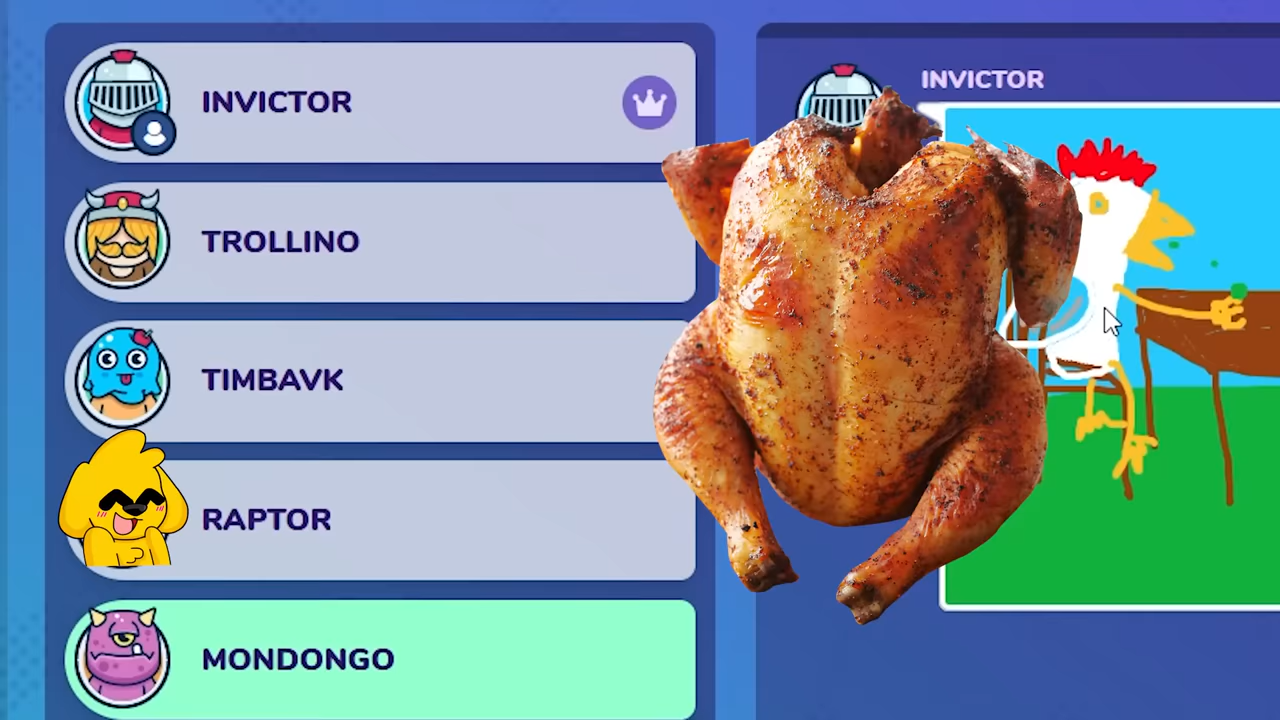 INVICTOR
TROLLINO
TIMBAVK
RAPTOR
MONDONGO
INVICTOR